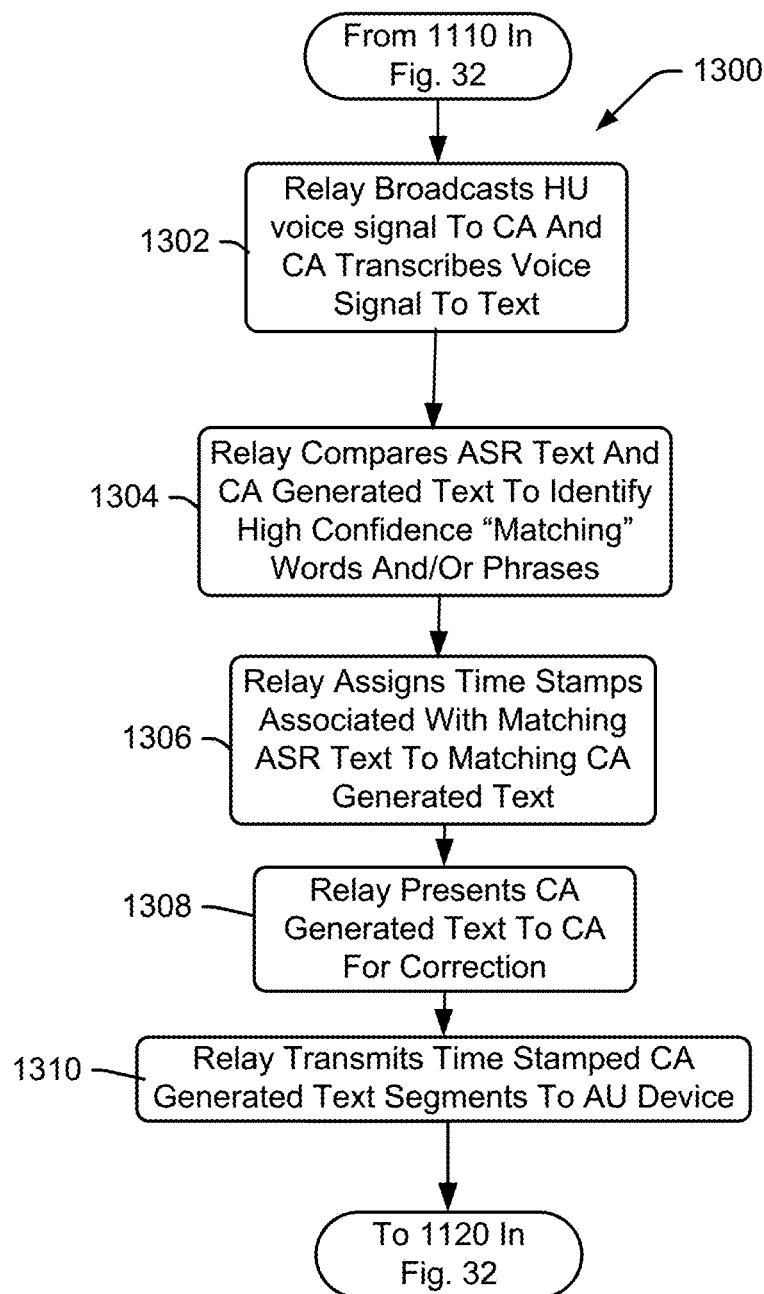 From 1110 In
Fig. 32
1300
Relay Broadcasts HU
voice signal To CA And
CA Transcribes Voice
Signal To Text
1302
Relay Compares ASR Text And
CA Generated Text To Identify
High Confidence “Matching”
Words And/Or Phrases
1304
Relay Assigns Time Stamps
Associated With Matching
ASR Text To Matching CA
Generated Text
1306
Relay Presents CA
Generated Text To CA
For Correction
1308
Relay Transmits Time Stamped CA
Generated Text Segments To AU Device
1310
To 1120 In
Fig. 32